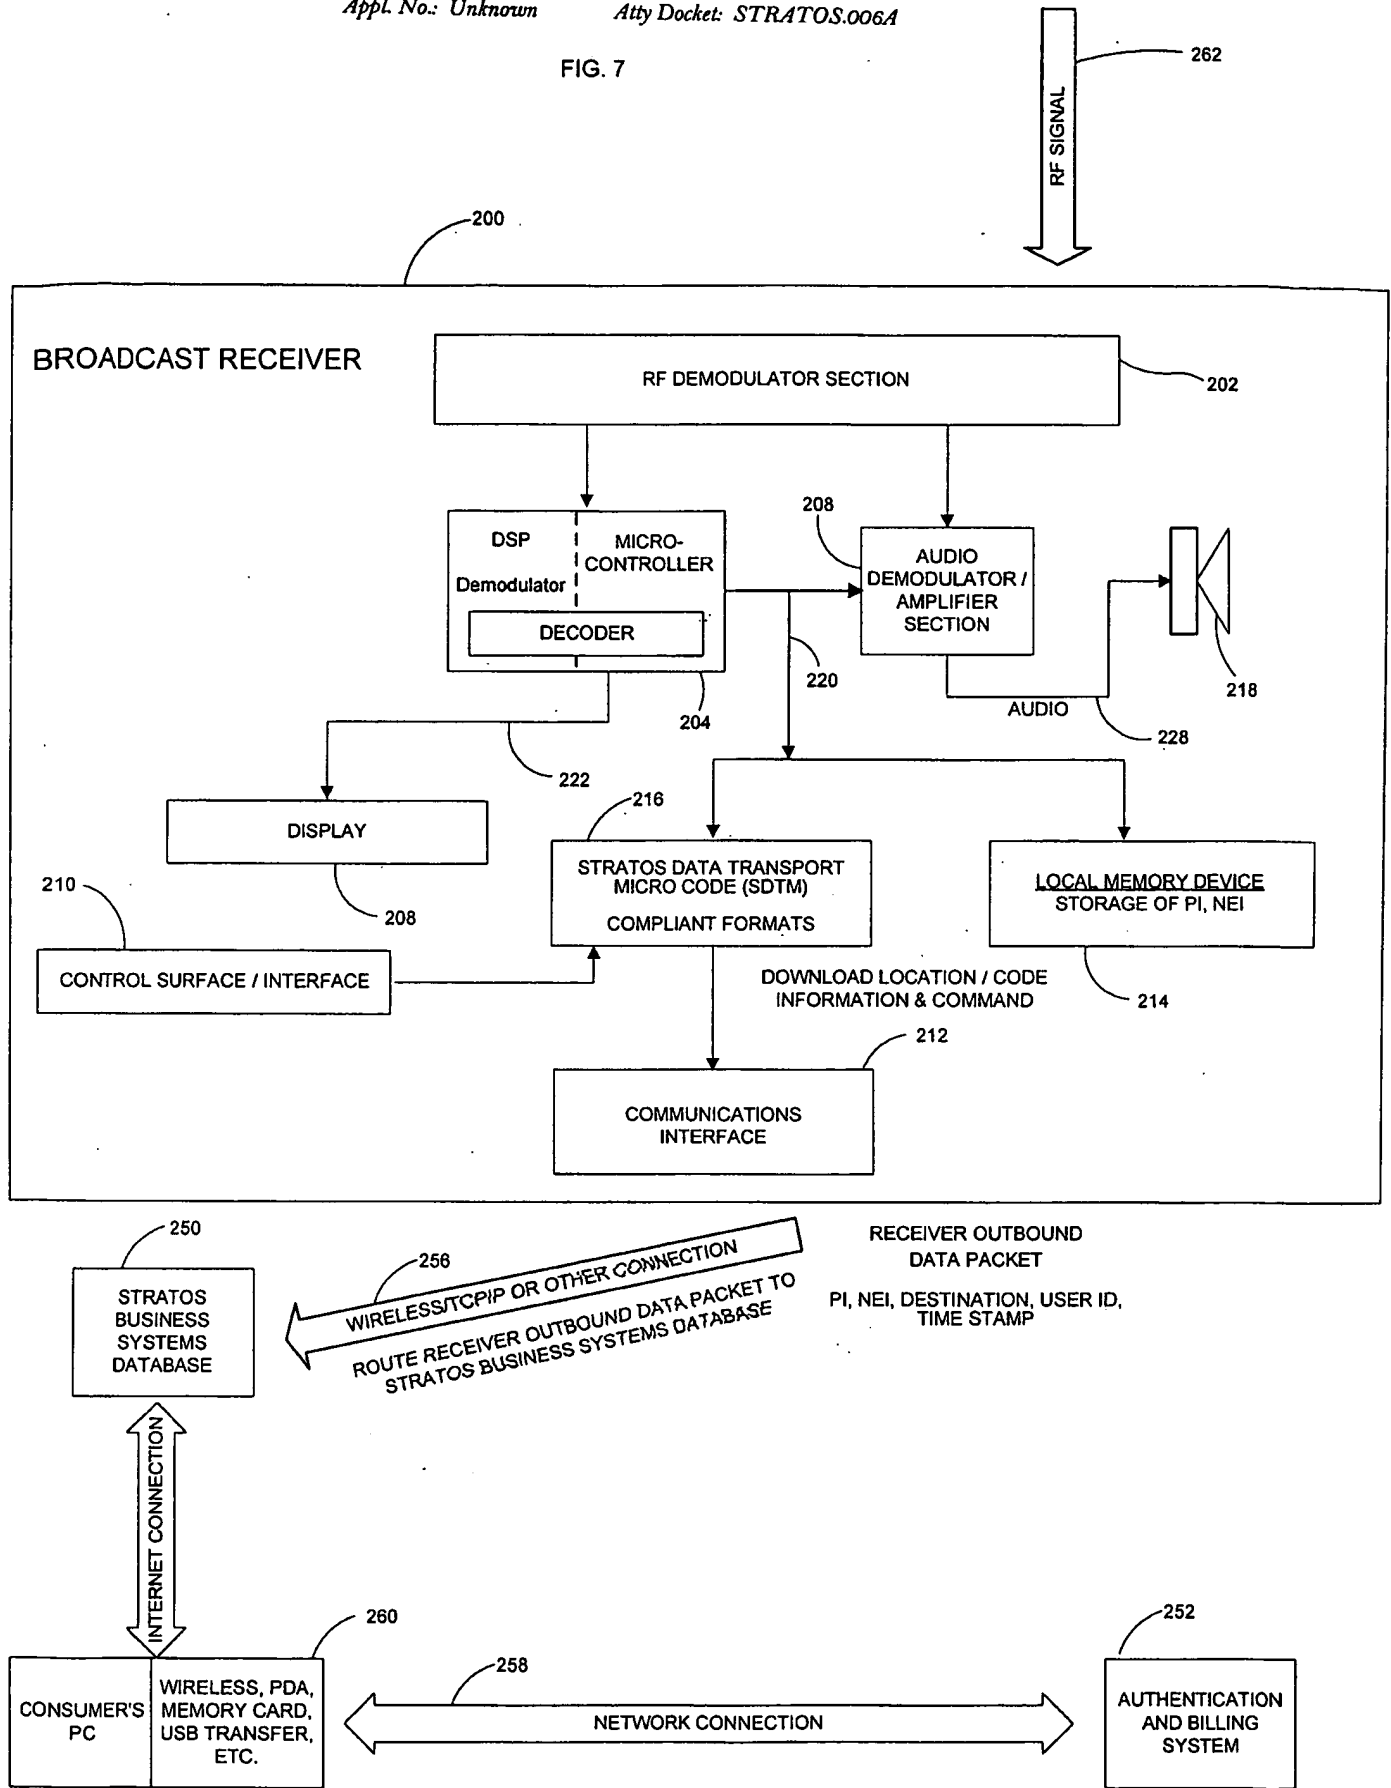 Appl. No.: Unknown Atty Docket: STRATOS.006A
FIG. 7
262
RF SIGNAL
200
BROADCAST RECEIVER
RF DEMODULATOR SECTION
202
DSP
Demodulator
MICRO-
CONTROLLER
DECODER
204
208
AUDIO
DEMODULATOR /
AMPLIFIER
SECTION
218
220
AUDIO
228
222
DISPLAY
208
216
STRATOS DATA TRANSPORT
MICRO CODE (SDTM)
COMPLIANT FORMATS
LOCAL MEMORY DEVICE
STORAGE OF PI, NEI
214
210
CONTROL SURFACE / INTERFACE
DOWNLOAD LOCATION / CODE
INFORMATION & COMMAND
212
COMMUNICATIONS
INTERFACE
250
STRATOS
BUSINESS
SYSTEMS
DATABASE
256
WIRELESS/TCPIP OR OTHER CONNECTION
ROUTE RECEIVER OUTBOUND DATA PACKET TO
STRATOS BUSINESS SYSTEMS DATABASE
RECEIVER OUTBOUND
DATA PACKET
PI, NEI, DESTINATION, USER ID,
TIME STAMP
INTERNET CONNECTION
260
CONSUMER'S
PC
WIRELESS, PDA,
MEMORY CARD,
USB TRANSFER,
ETC.
258
NETWORK CONNECTION
252
AUTHENTICATION
AND BILLING
SYSTEM